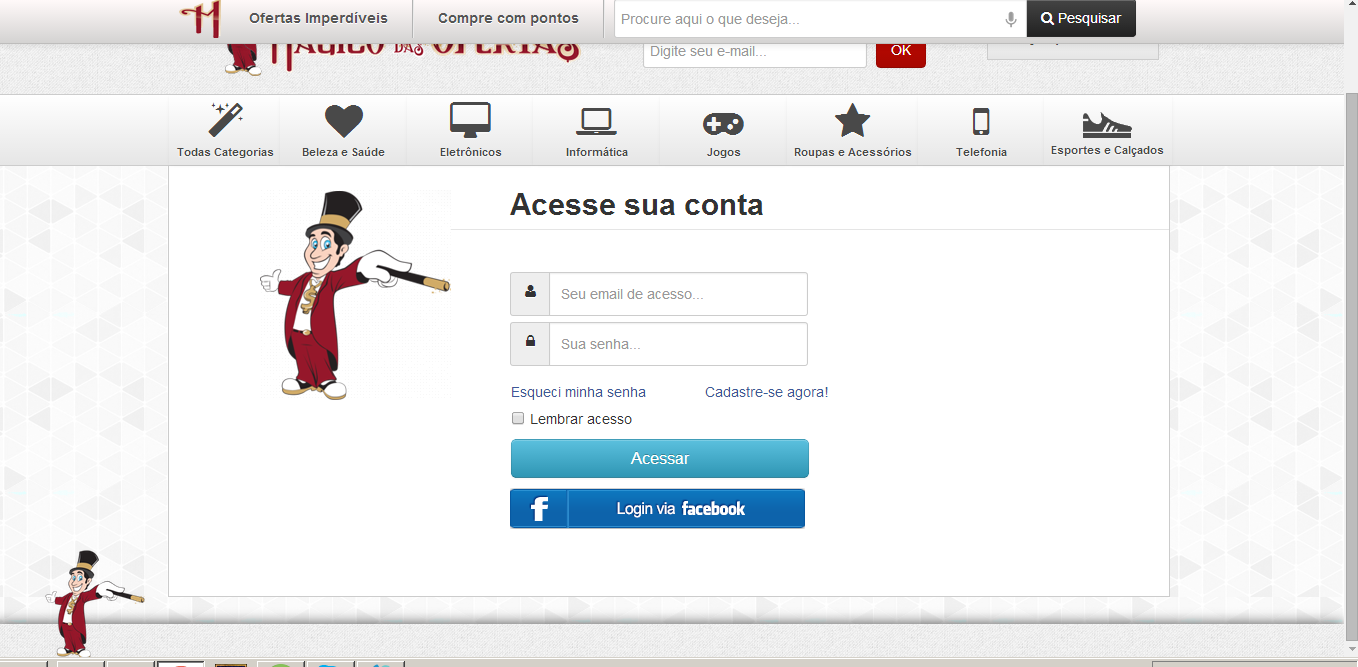 Ofertas Imperdíveis
Compre com pontos
Procure aqui o que deseja...
Pesquisar
DAS OFERTAS
Digite seu e-mail...
OK
Todas Categorias
Beleza e Saúde
Eletrônicos
Informática
Jogos
Roupas e Acessórios
Telefonia
Esportes e Calçados
Acesse sua conta
Seu email de acesso...
Sua senha...
Esqueci minha senha
Cadastre-se agora!
Lembrar acesso
Acessar
f
Login via facebook